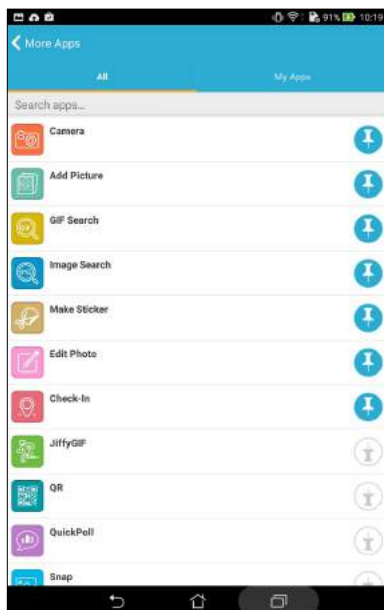 91% 10:19
More Apps
All My Apps
Search apps...
Camera
Add Picture
GIF Search
Image Search
Make Sticker
Edit Photo
Check-In
JiffyGIF
QR
QuickPoll
Snap